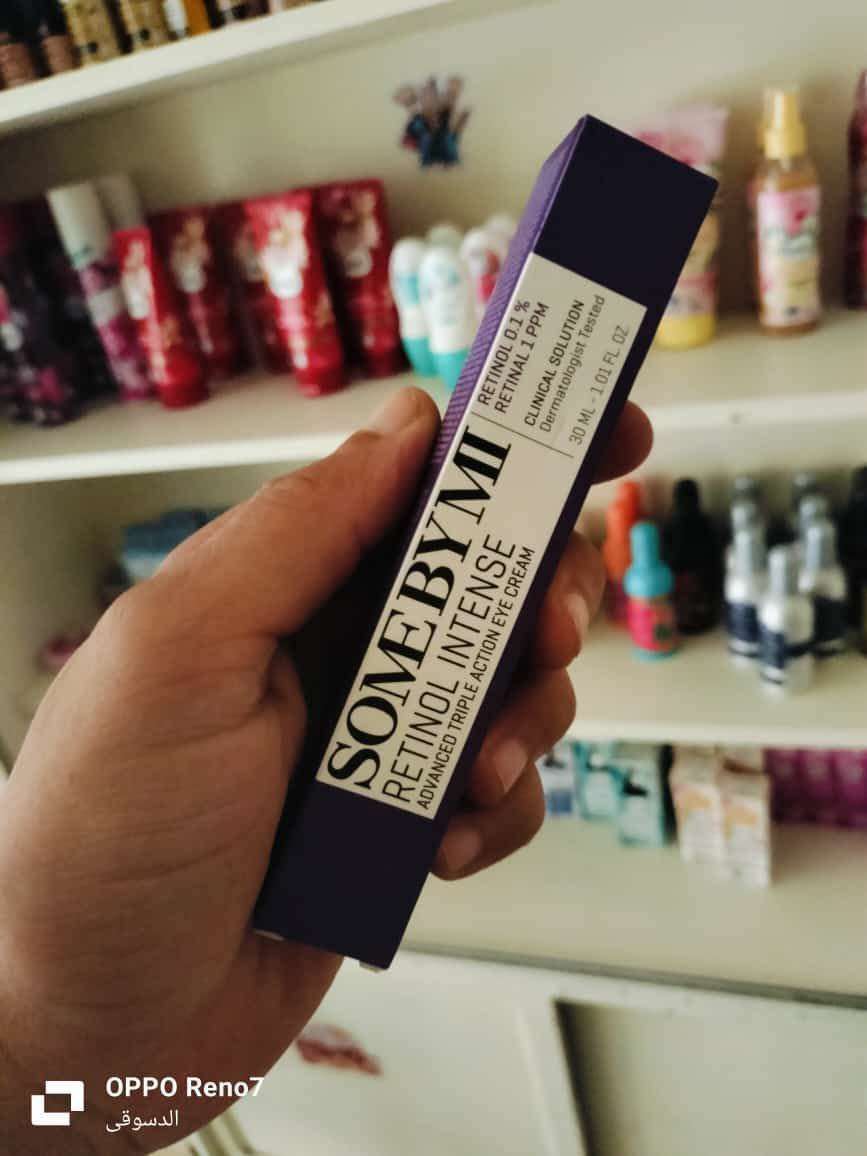 SOME BY MI
RETINOL INTENSE
ADVANCED TRIPLE ACTION EYE CREAM
RETINOL 0.1 %
RETINAL 1 PPM
CLINICAL SOLUTION
Dermatologist Tested
30 ML - 1.01 FL OZ
OPPO Reno7
الدسوقى